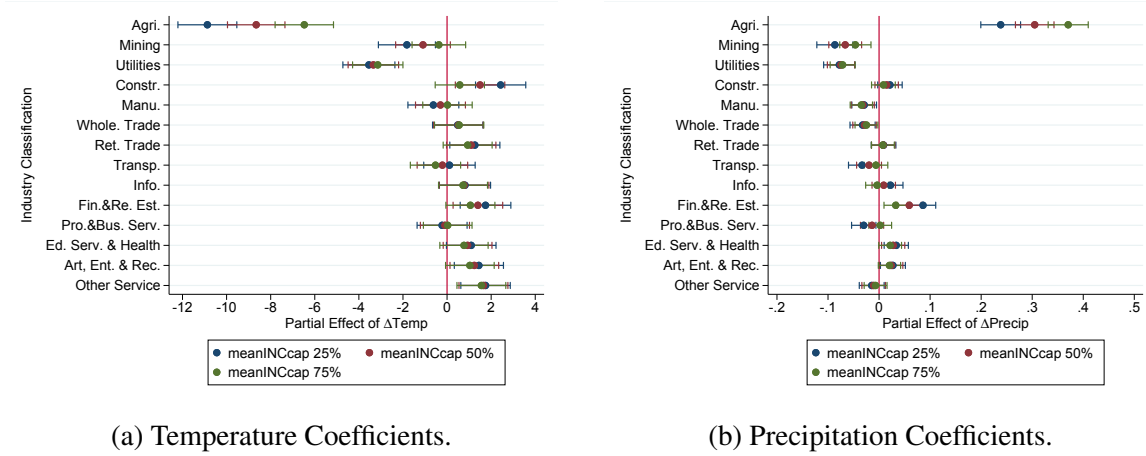 Industry Classification
Agri.
Mining
Utilities
Constr.
Manu.
Whole. Trade
Ret. Trade
Transp.
Info.
Fin.&Re. Est.
Pro.&Bus. Serv.
Ed. Serv. & Health
Art, Ent. & Rec.
Other Service
-12 -10 -8 -6 -4 -2 0 2 4
Partial Effect of ΔTemp
meanINCcap 25% meanINCcap 50%
meanINCcap 75%
(a) Temperature Coefficients.
Industry Classification
Agri.
Mining
Utilities
Constr.
Manu.
Whole. Trade
Ret. Trade
Transp.
Info.
Fin.&Re. Est.
Pro.&Bus. Serv.
Ed. Serv. & Health
Art, Ent. & Rec.
Other Service
-.2 -.1 0 .1 .2 .3 .4 .5
Partial Effect of ΔPrecip
meanINCcap 25% meanINCcap 50%
meanINCcap 75%
(b) Precipitation Coefficients.